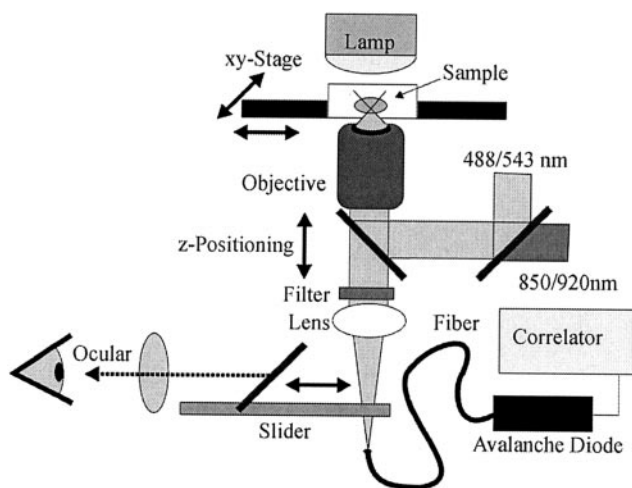 Lamp
xy-Stage
Sample
488/543 nm
Objective
z-Positioning
850/920nm
Filter
Lens
Fiber
Correlator
Ocular
Slider
Avalanche Diode